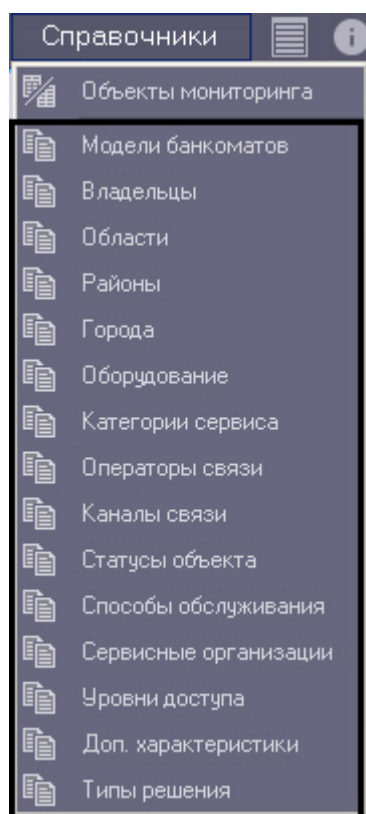 Справочники
Объекты мониторинга
Модели банкоматов
Владельцы
Области
Районы
Города
Оборудование
Категории сервиса
Операторы связи
Каналы связи
Статусы объекта
Способы обслуживания
Сервисные организации
Уровни доступа
Доп. характеристики
Типы решения